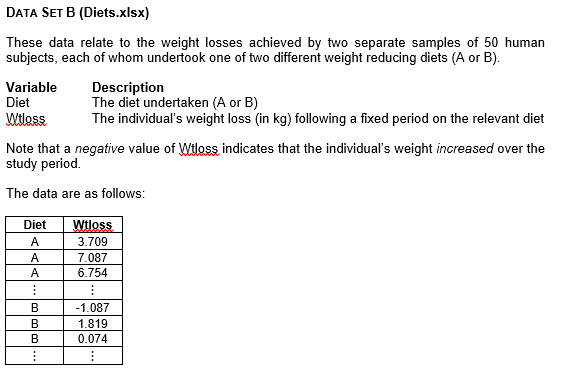 DATA SET B (Diets.xlsx)
These data relate to the weight losses achieved by two separate samples of 50 human
subjects, each of whom undertook one of two different weight reducing diets (A or B).
Variable Description
Diet The diet undertaken (A or B)
Wtloss The individual's weight loss (in kg) following a fixed period on the relevant diet
Note that a negative value of Wtloss indicates that the individual's weight increased over the
study period.
The data are as follows:
Diet Wtloss
A 3.709
A 7.087
A 6.754
⋮ ⋮
B -1.087
B 1.819
B 0.074
⋮ ⋮